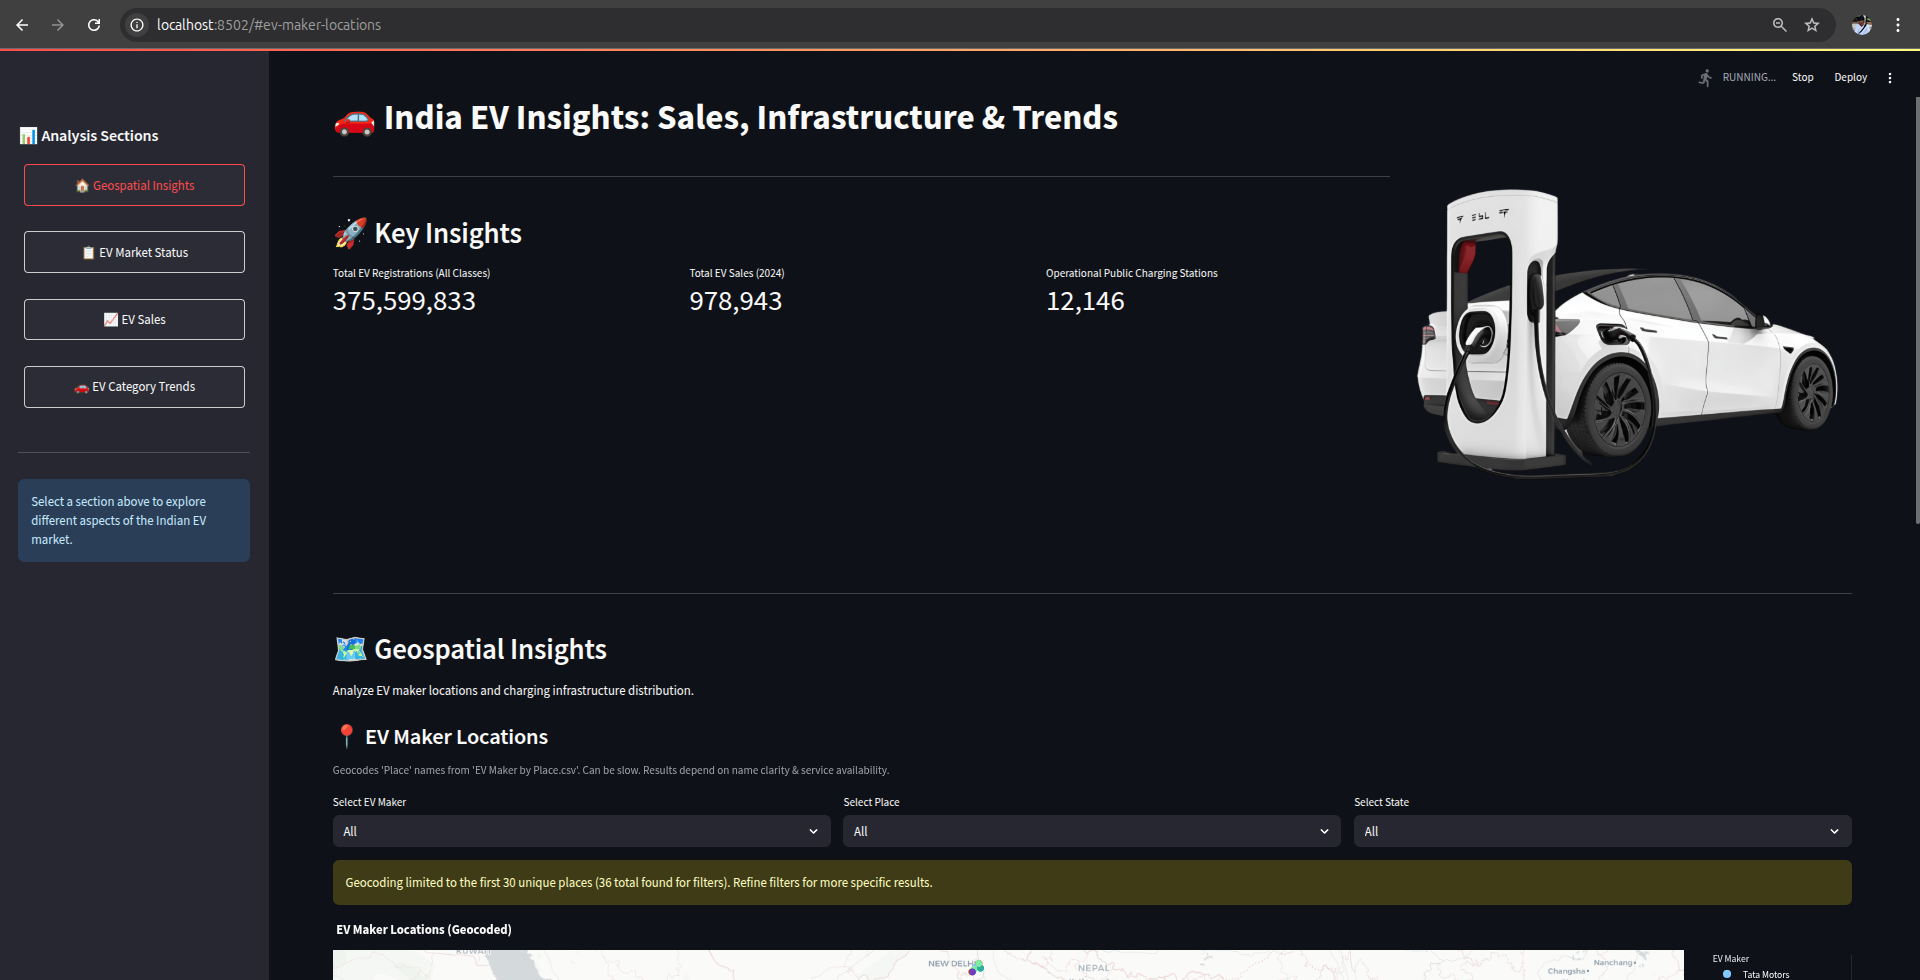 localhost:8502/#ev-maker-locations
RUNNING...
Stop
Deploy
📊 Analysis Sections
🏠 Geospatial Insights
📋 EV Market Status
📈 EV Sales
🚗 EV Category Trends
Select a section above to explore
different aspects of the Indian EV
market.
🚗 India EV Insights: Sales, Infrastructure & Trends
🚀 Key Insights
Total EV Registrations (All Classes)
375,599,833
Total EV Sales (2024)
978,943
Operational Public Charging Stations
12,146
🗺️ Geospatial Insights
Analyze EV maker locations and charging infrastructure distribution.
📍 EV Maker Locations
Geocodes 'Place' names from 'EV Maker by Place.csv'. Can be slow. Results depend on name clarity & service availability.
Select EV Maker
All
Select Place
All
Select State
All
Geocoding limited to the first 30 unique places (36 total found for filters). Refine filters for more specific results.
EV Maker Locations (Geocoded)
KUWAIT
NEW DELHI
NEPAL
Nanchang
Changsha
EV Maker
Tata Motors